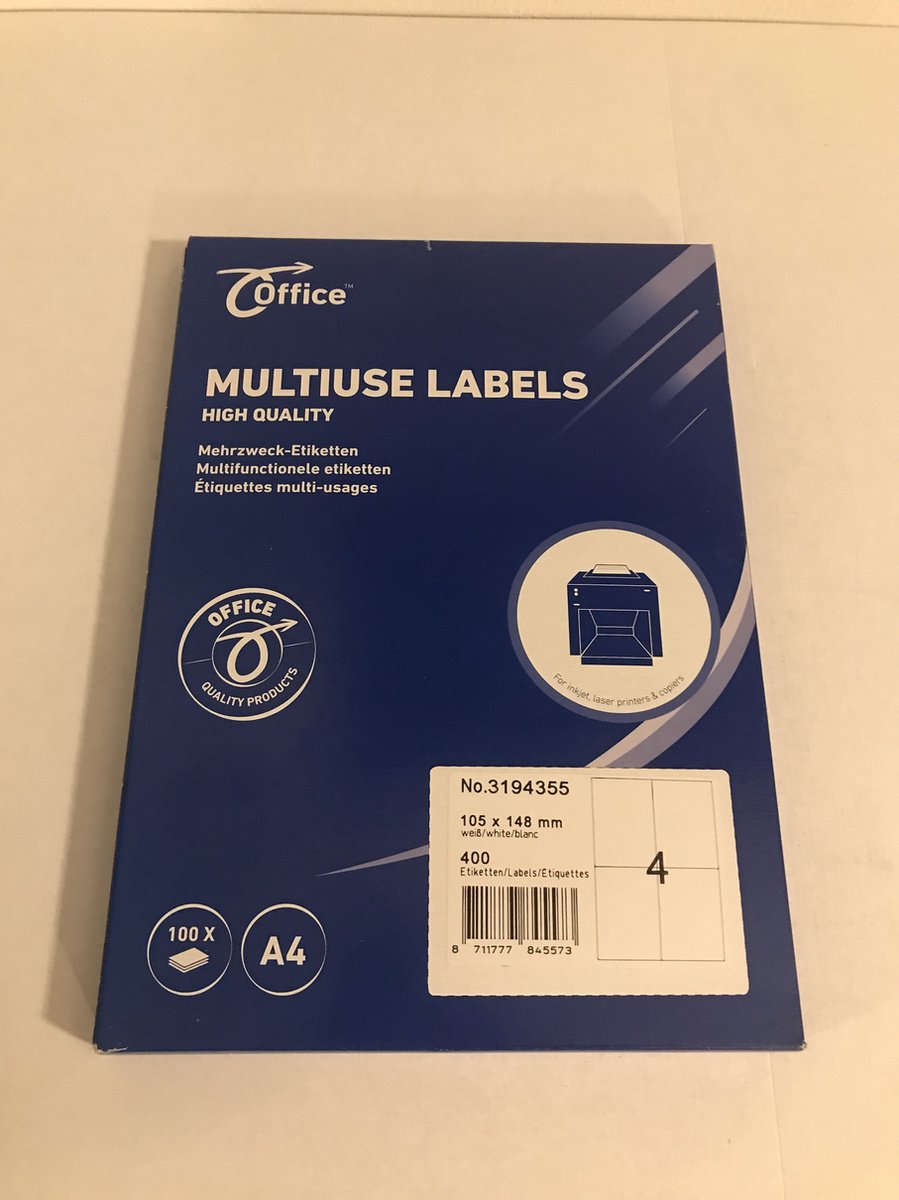 Office™
MULTIUSE LABELS
HIGH QUALITY
Mehrzweck-Etiketten
Multifunctionele etiketten
Étiquettes multi-usages
OFFICE
QUALITY PRODUCTS
For inkjet, laser printers & copiers
No.3194355
105 x 148 mm
weiß/white/blanc
400
Etiketten/Labels/Étiquettes
4
8 711777 845573
100 X
A4